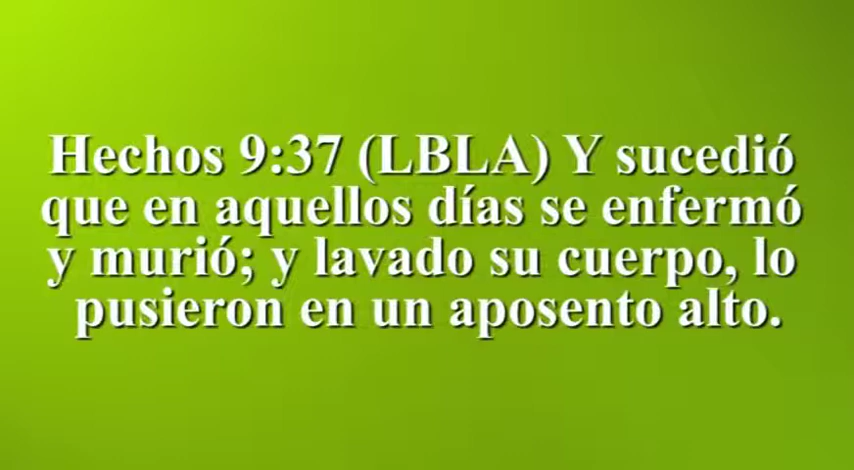 Hechos 9:37 (LBLA) Y sucedió
que en aquellos días se enfermó
y murió; y lavado su cuerpo, lo
pusieron en un aposento alto.